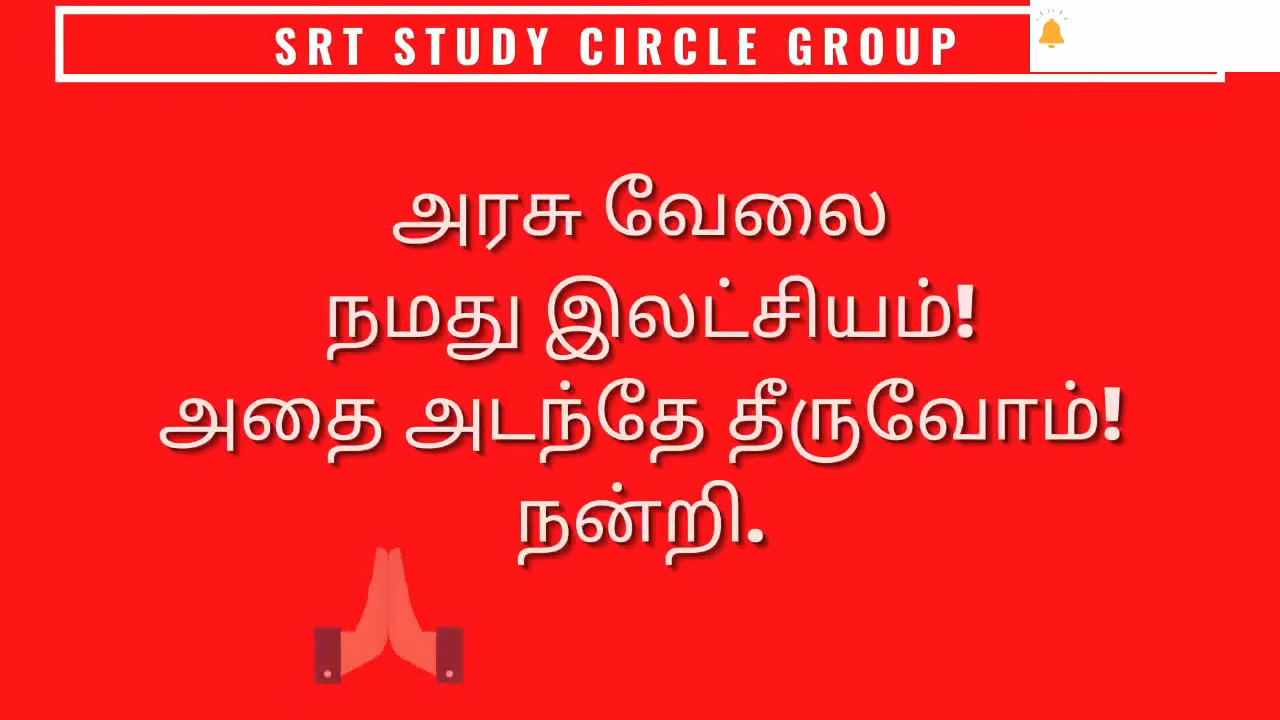 SRT STUDY CIRCLE GROUP
அரசு வேலை
நமது இலட்சியம்!
அதை அடந்தே தீருவோம்!
நன்றி.